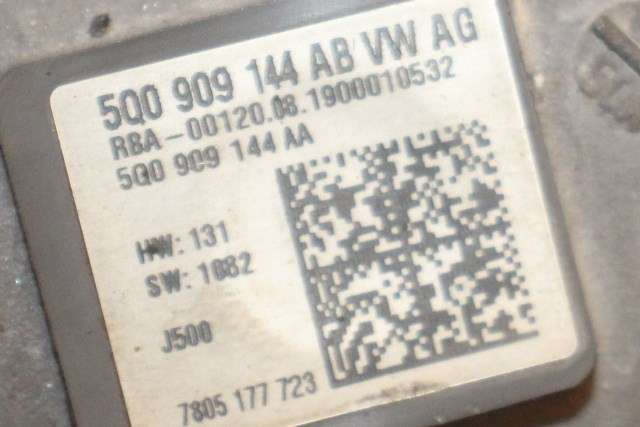 5Q0 909 144 AB VW AG
RBA-00120.08.1900010532
5Q0 909 144 AA
HW: 131
SW: 1082
J500
7805 177 723